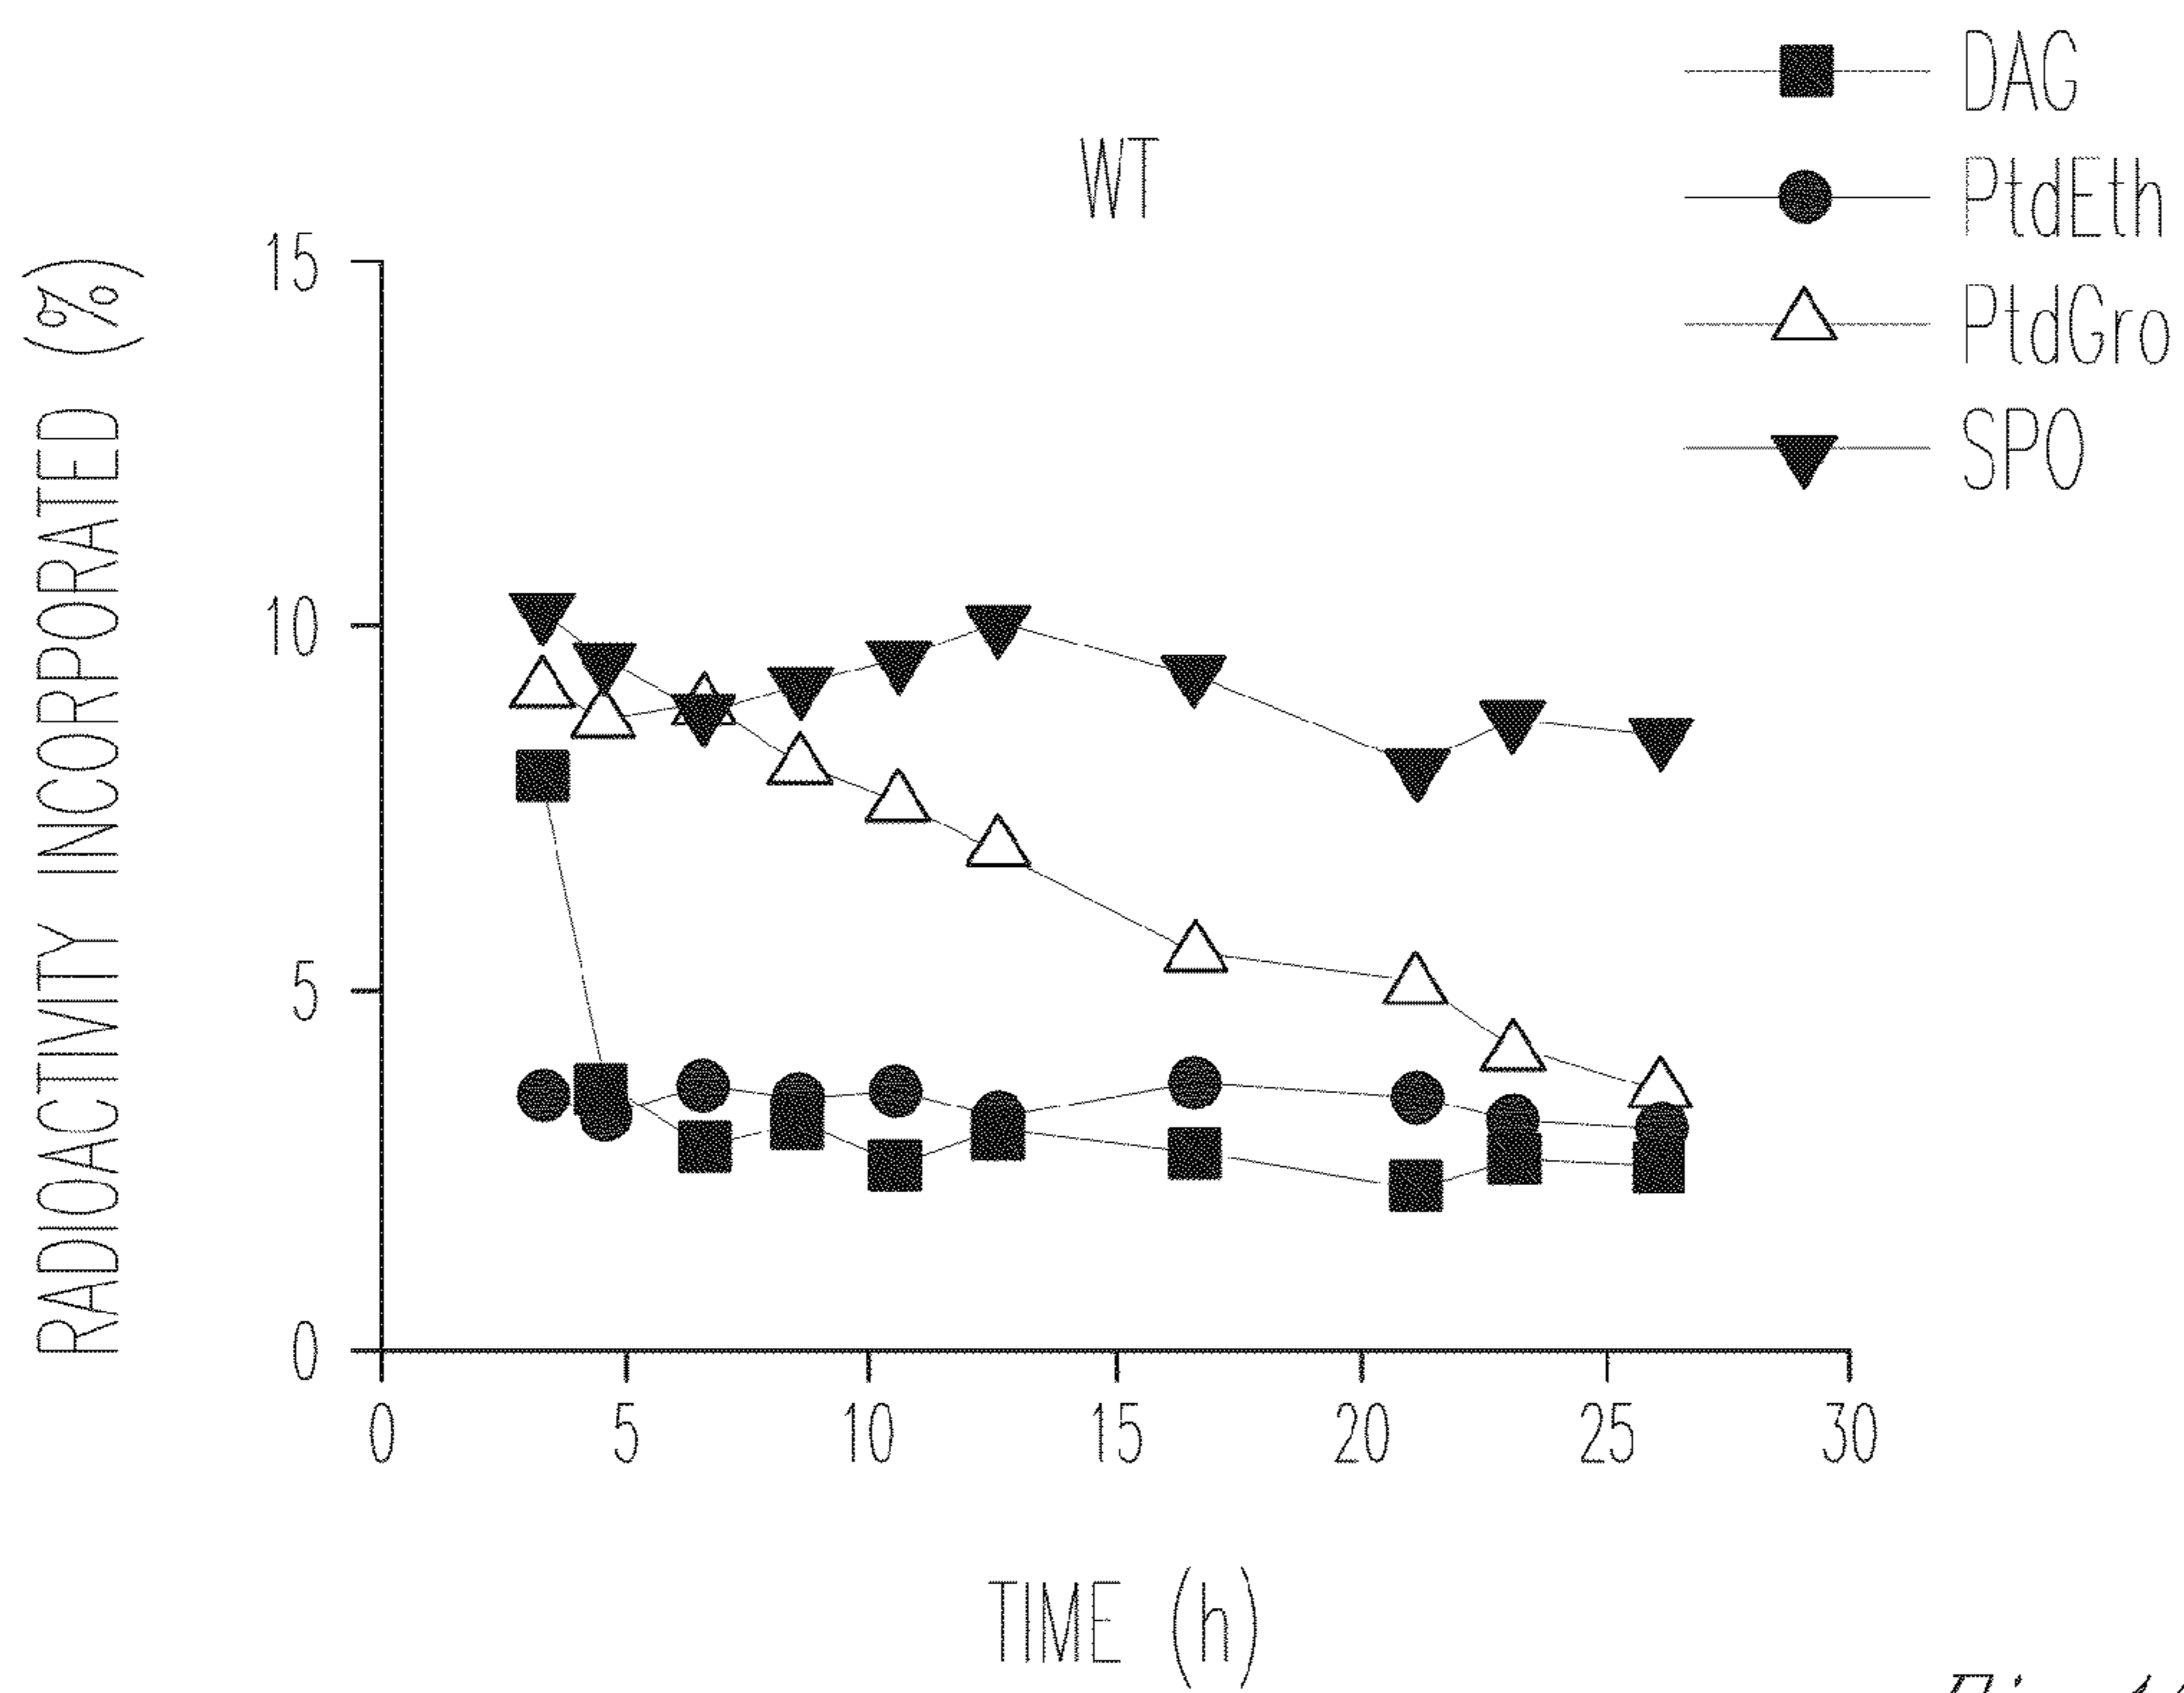 DAG
PtdEth
PtdGro
SPO
WT
RADIOACTIVITY INCORPORATED (%)
15
10
5
0
0 5 10 15 20 25 30
TIME (h)